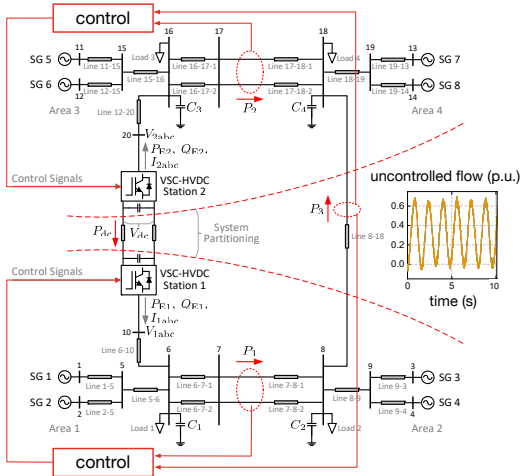 control
16 18
11 15 17 19 13
SG 5 Line 11-15 Load 3 Line 16-17-1 Line 17-18-1 Load 4 Line 19-13 SG 7
Line 15-16 Line 18-19
SG 6 Line 12-15 Line 16-17-2 Line 17-18-2 Line 19-14 SG 8
12 14
Area 3 Line 12-20 C3 P2 C4 Area 4
20 V2abc
PE2, QE2,
I2abc
Control Signals
VSC-HVDC
Station 2
uncontrolled flow (p.u.)
0.6
0.4
0.2
0.0
0 5 10
time (s)
P3
Pdc Vdc
System
Partitioning
Line 8-18
Control Signals
VSC-HVDC
Station 1
PE1, QE1,
I1abc
10 V1abc
Line 6-10
6 P1 8
1 5 7 9 3
SG 1 Line 1-5 Line 6-7-1 Line 7-8-1 Line 9-3 SG 3
Line 5-6 Line 8-9
SG 2 Line 2-5 Line 6-7-2 Line 7-8-2 Line 9-4 SG 4
2 4
Area 1 Load 1 C1 C2 Load 2 Area 2
control